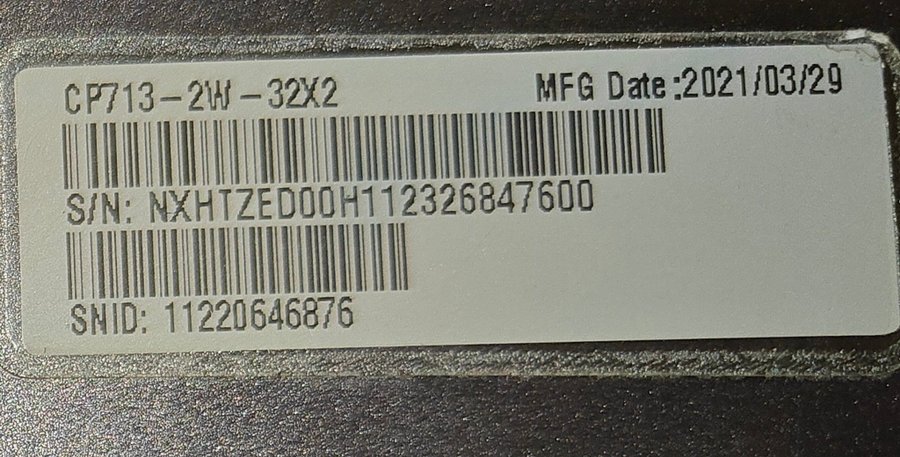 CP713-2W-32X2 MFG Date:2021/03/29
S/N: NXHTZED00H112326847600
SNID: 11220646876